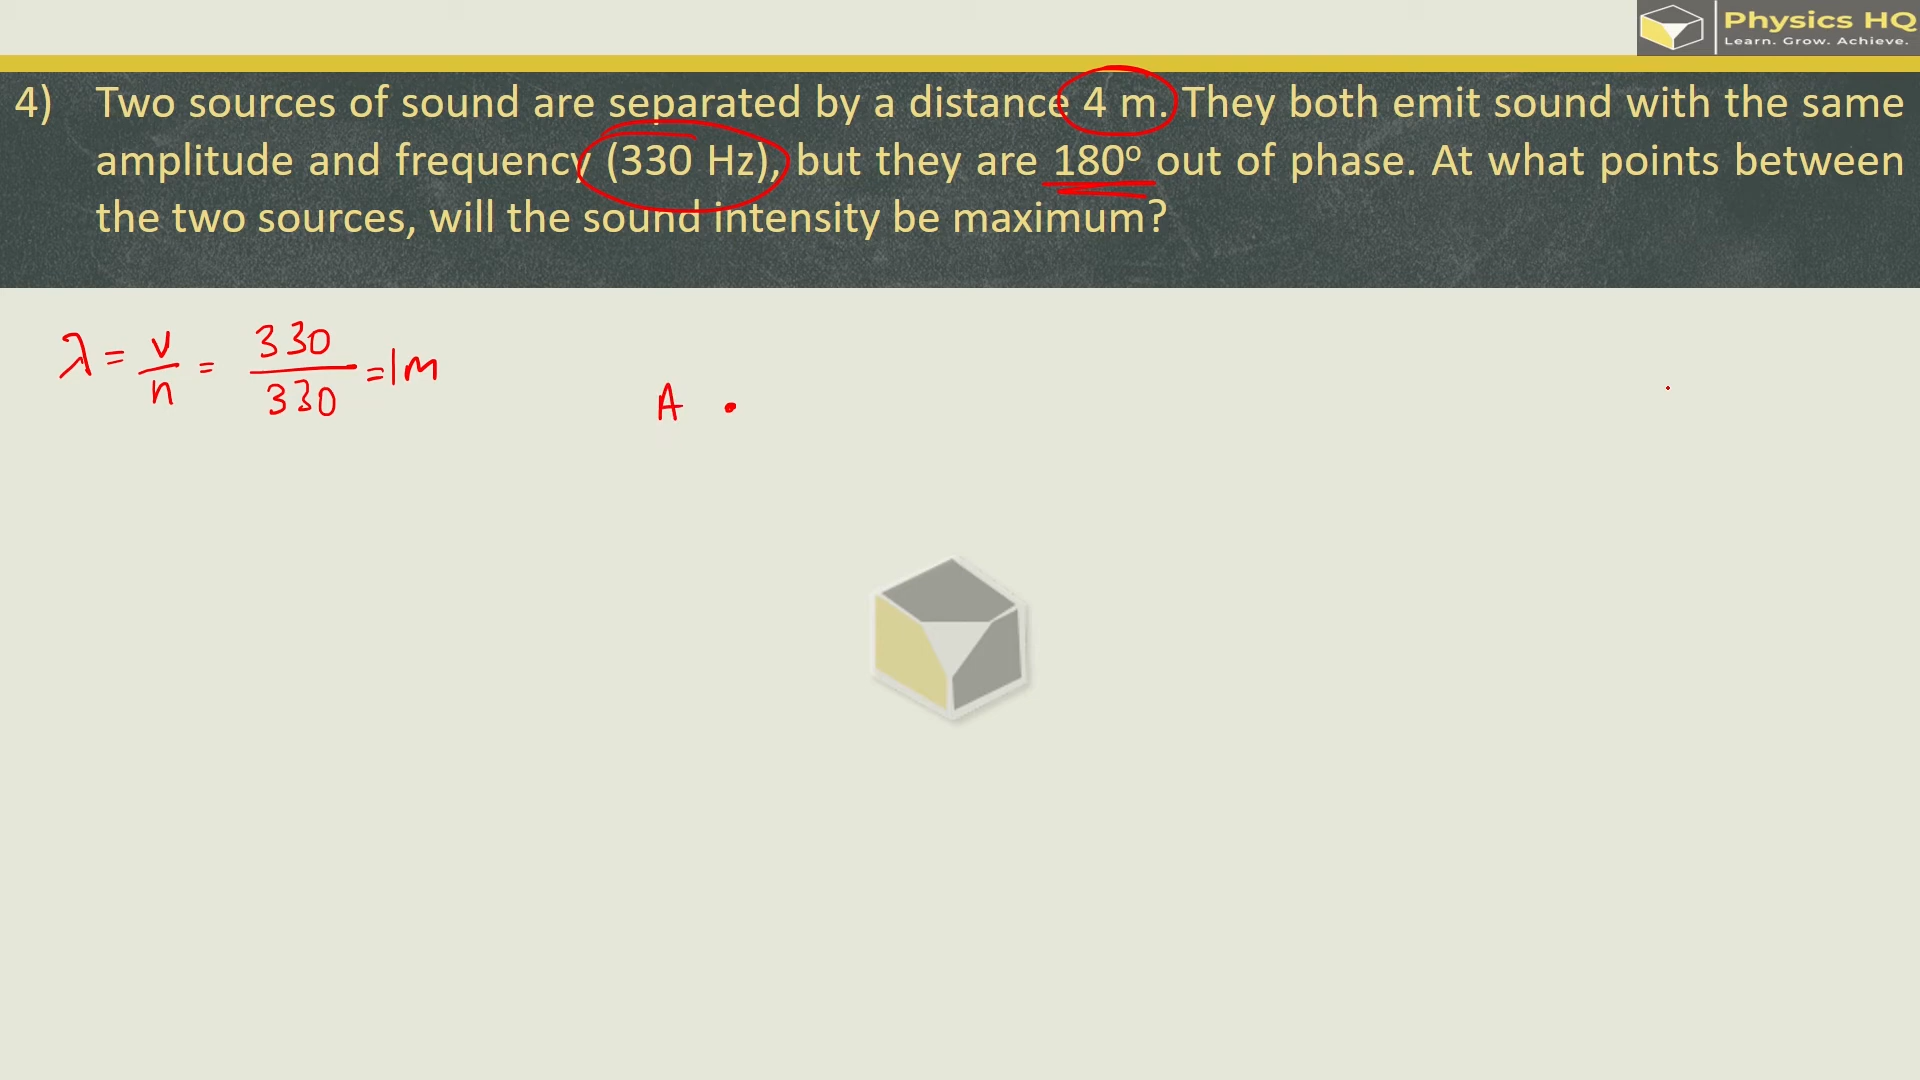 Physics HQ
Learn. Grow. Achieve.
4) Two sources of sound are separated by a distance 4 m. They both emit sound with the same
amplitude and frequency (330 Hz), but they are 180º out of phase. At what points between
the two sources, will the sound intensity be maximum?
λ = v/n = 330/330 = 1 m
A .